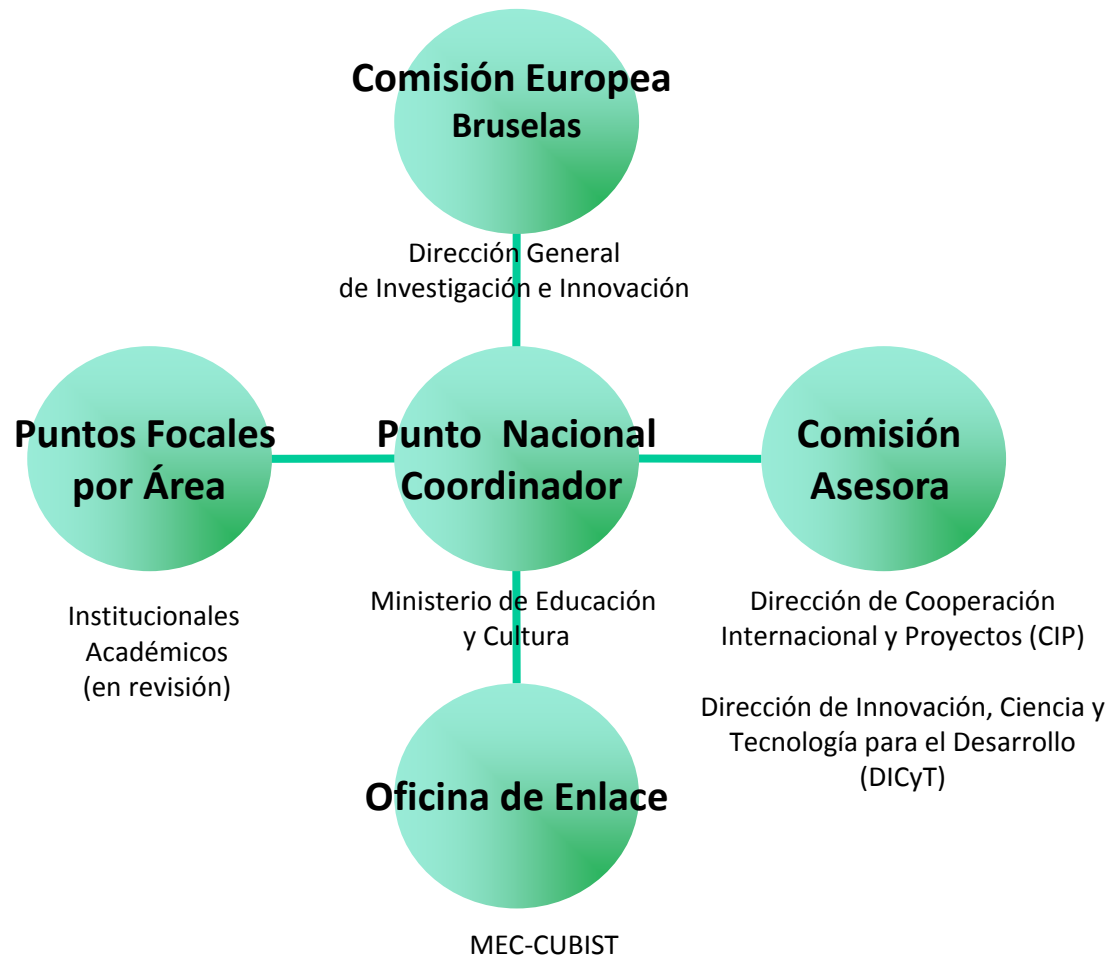 Comisión Europea
Bruselas
Dirección General
de Investigación e Innovación
Puntos Focales
por Área
Institucionales
Académicos
(en revisión)
Punto Nacional
Coordinador
Ministerio de Educación
y Cultura
Comisión
Asesora
Dirección de Cooperación
Internacional y Proyectos (CIP)
Dirección de Innovación, Ciencia y
Tecnología para el Desarrollo
(DICyT)
Oficina de Enlace
MEC-CUBIST